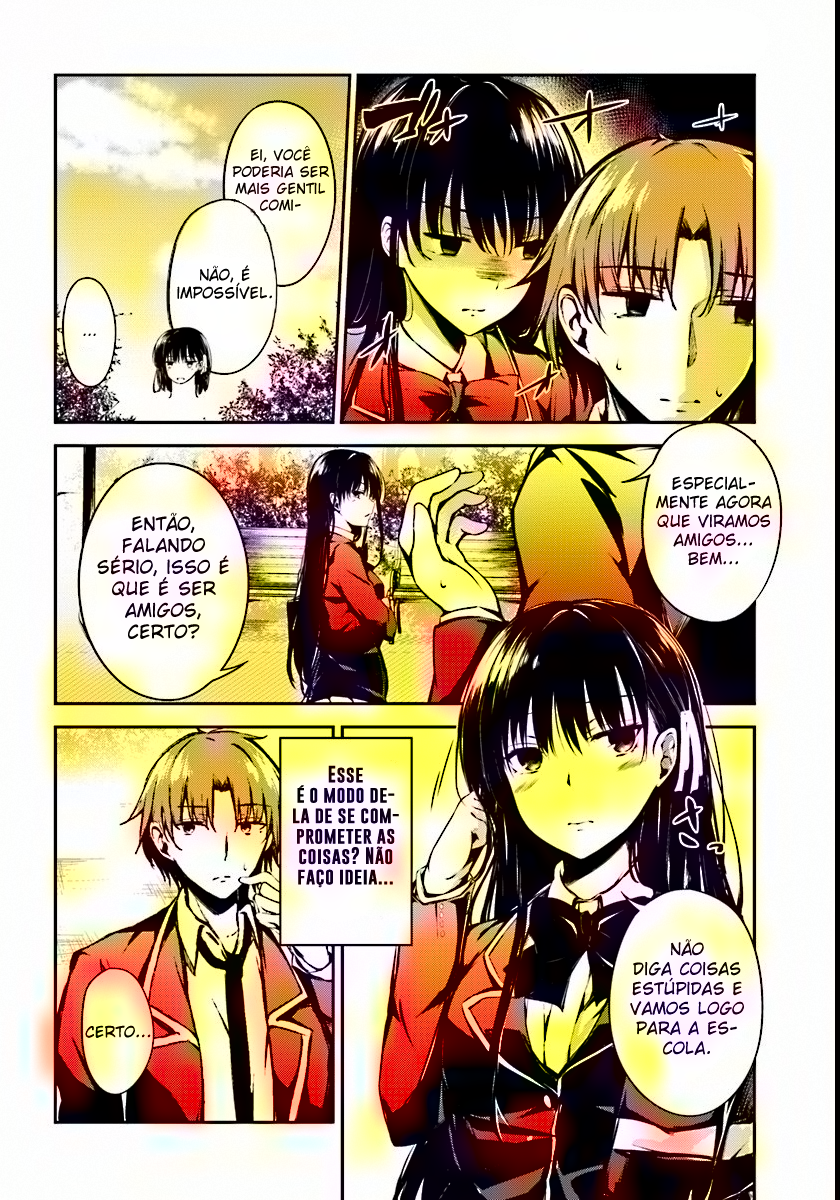 EI, VOCÊ
PODERIA SER
MAIS GENTIL
COMI-
NÃO, É
IMPOSSÍVEL.
...
ESPECIAL-
MENTE AGORA
QUE VIRAMOS
AMIGOS...
BEM...
ENTÃO,
FALANDO
SÉRIO, ISSO É
QUE É SER
AMIGOS,
CERTO?
さっ
NÃO
DIGA COISAS
ESTÚPIDAS E
VAMOS LOGO
PARA A ES-
COLA.
ESSE
É O MODO DE-
LA DE SE COM-
PROMETER AS
COISAS? NÃO
FAÇO IDEIA...
CERTO...